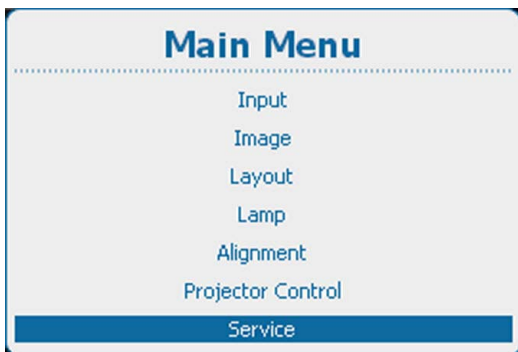 Main Menu
Input
Image
Layout
Lamp
Alignment
Projector Control
Service